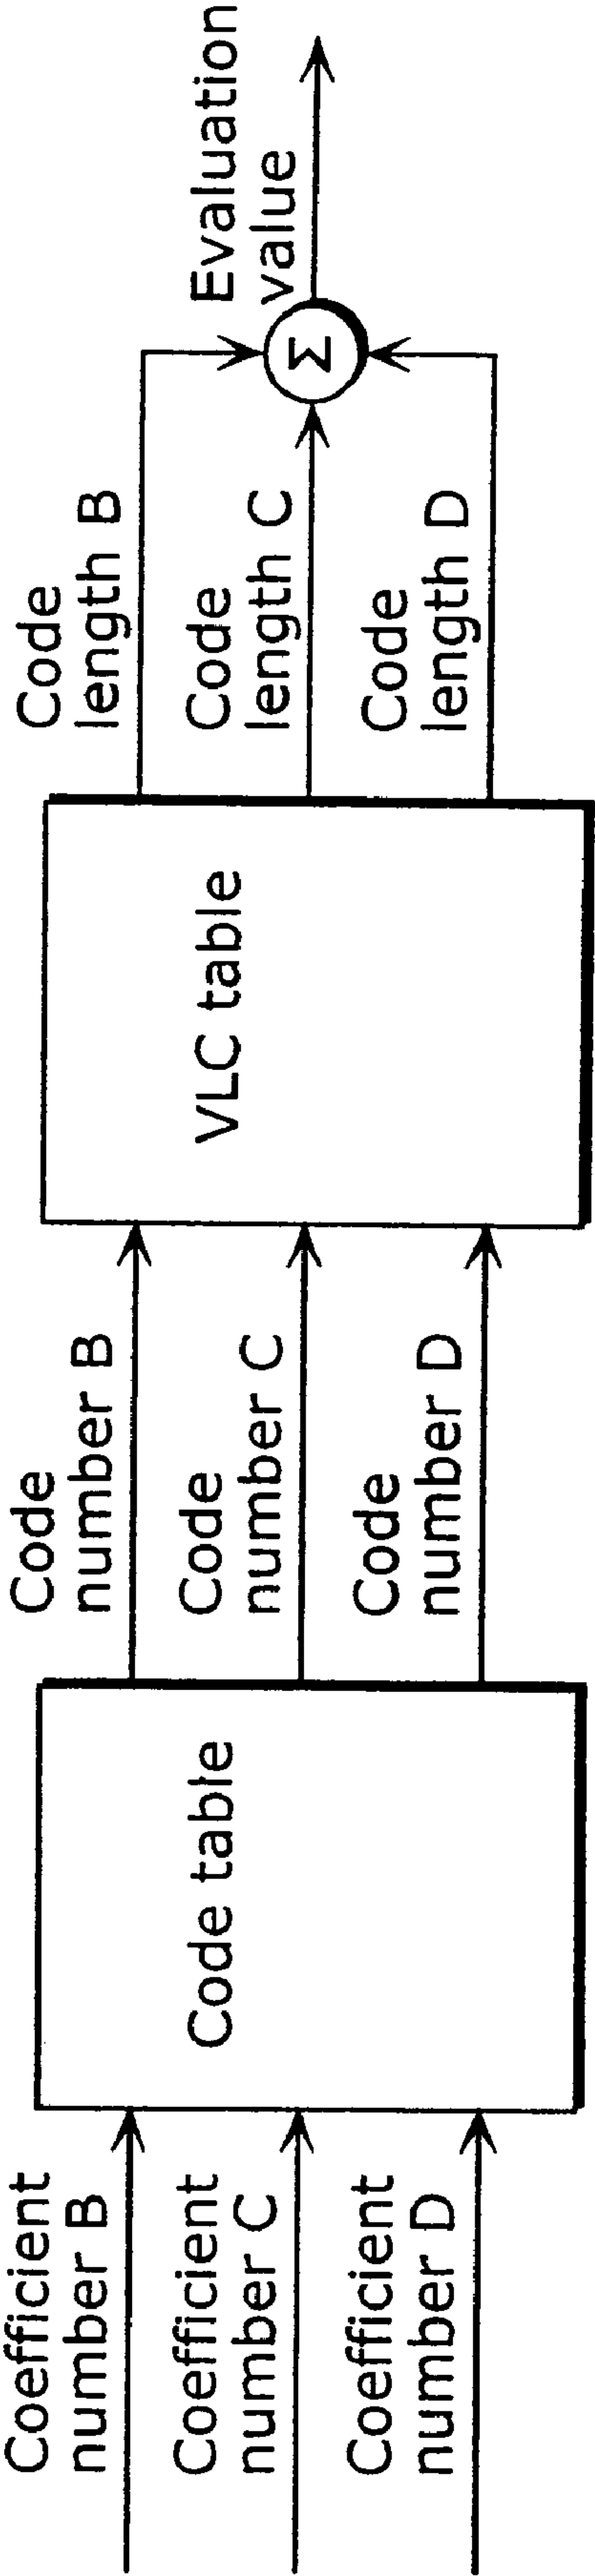 Coefficient
number B
Coefficient
number C
Coefficient
number D
Code table
Code
number B
Code
number C
Code
number D
VLC table
Code
length B
Code
length C
Code
length D
Σ
Evaluation
value